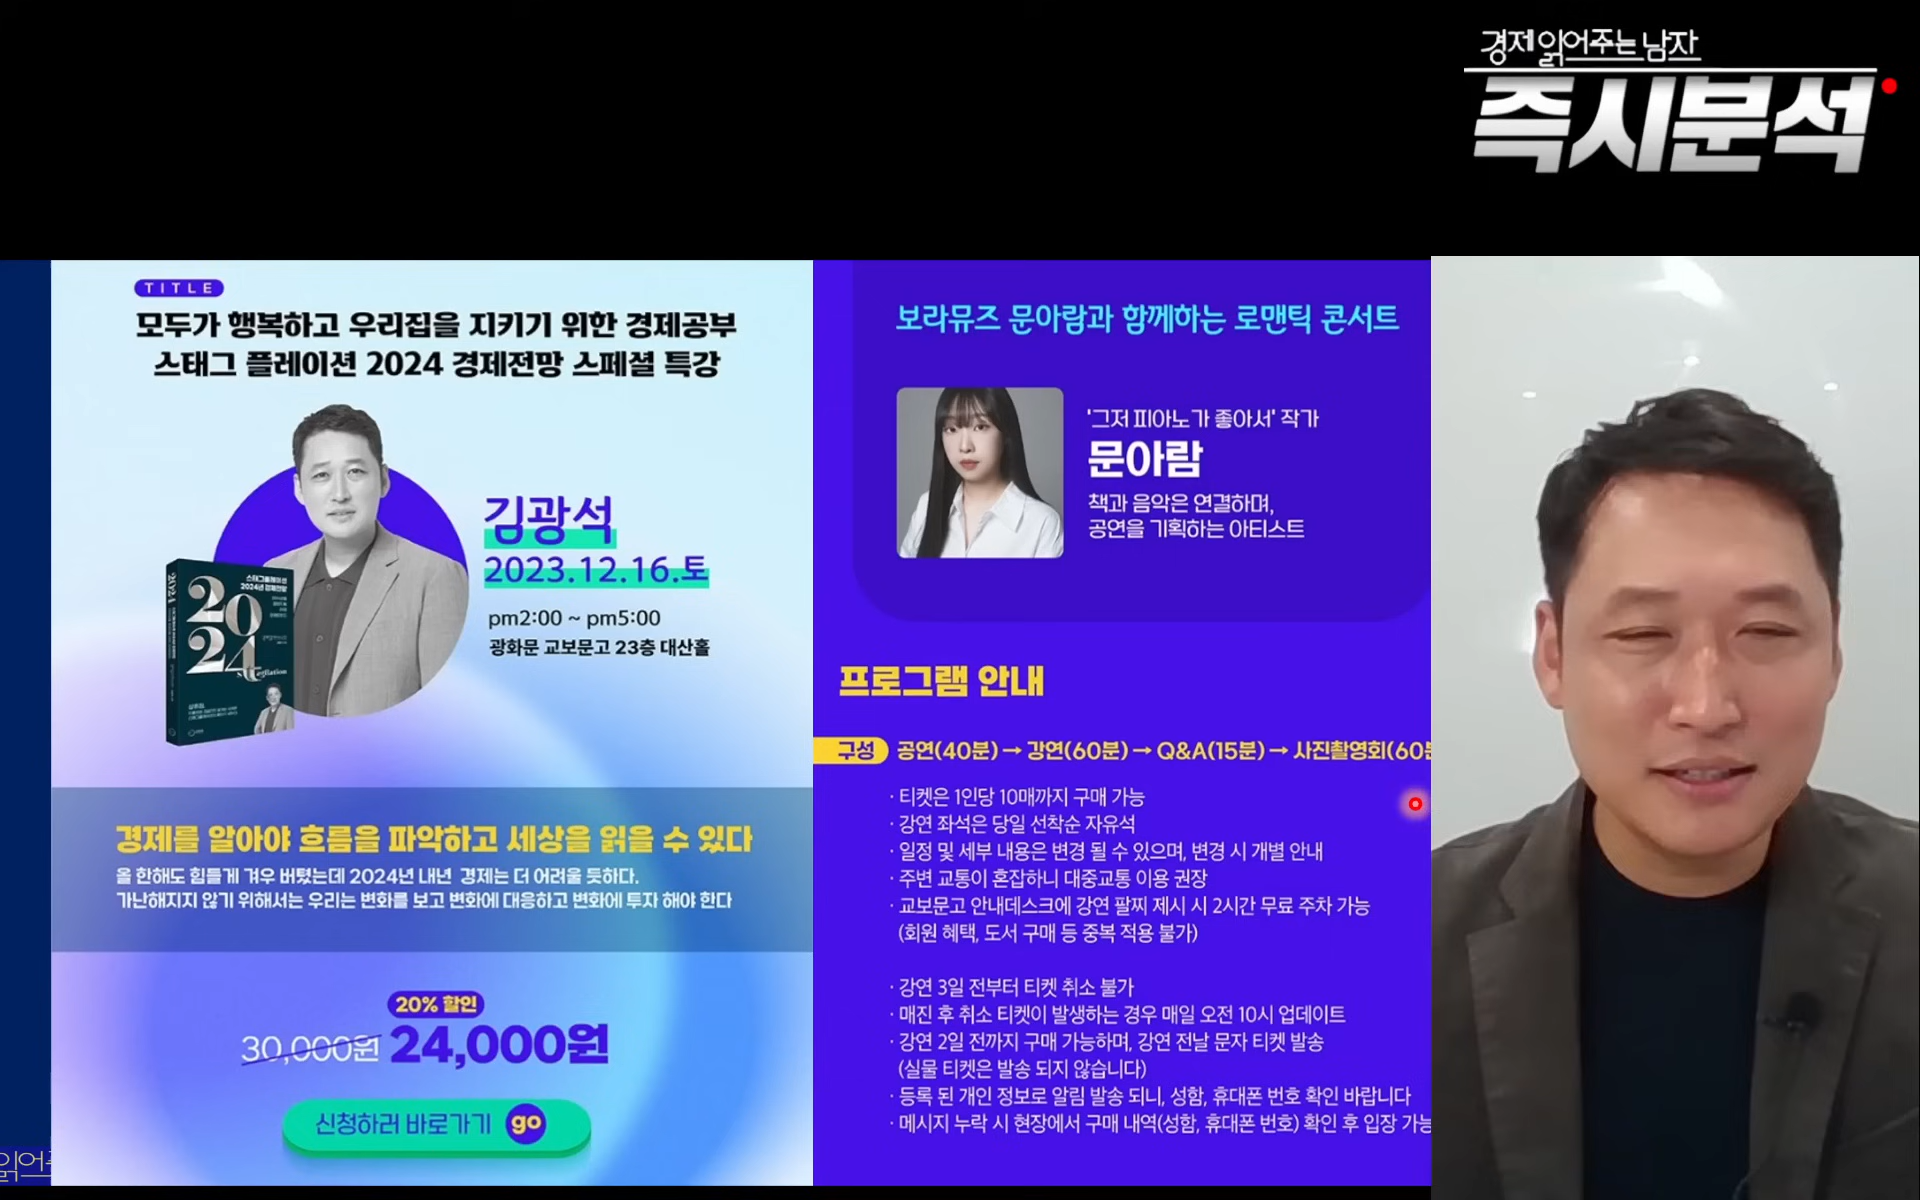 경제 읽어주는 남자
즉시분석
TITLE
모두가 행복하고 우리집을 지키기 위한 경제공부
스태그 플레이션 2024 경제전망 스페셜 특강
김광석
2023.12.16.토
pm2:00 ~ pm5:00
광화문 교보문고 23층 대산홀
스태그플레이션
2024년 경제전망
2024
경제를 알아야 흐름을 파악하고 세상을 읽을 수 있다
올 한해도 힘들게 겨우 버텼는데 2024년 내년 경제는 더 어려울 듯하다.
가난해지지 않기 위해서는 우리는 변화를 보고 변화에 대응하고 변화에 투자 해야 한다
20% 할인
30,000원 24,000원
신청하러 바로가기 go
읽어
보라뮤즈 문아람과 함께하는 로맨틱 콘서트
'그저 피아노가 좋아서' 작가
문아람
책과 음악은 연결하며,
공연을 기획하는 아티스트
프로그램 안내
구성 공연(40분) → 강연(60분) → Q&A(15분) → 사진촬영회(60분
· 티켓은 1인당 10매까지 구매 가능
· 강연 좌석은 당일 선착순 자유석
· 일정 및 세부 내용은 변경 될 수 있으며, 변경 시 개별 안내
· 주변 교통이 혼잡하니 대중교통 이용 권장
· 교보문고 안내데스크에 강연 팔찌 제시 시 2시간 무료 주차 가능
(회원 혜택, 도서 구매 등 중복 적용 불가)
· 강연 3일 전부터 티켓 취소 불가
· 매진 후 취소 티켓이 발생하는 경우 매일 오전 10시 업데이트
· 강연 2일 전까지 구매 가능하며, 강연 전날 문자 티켓 발송
(실물 티켓은 발송 되지 않습니다)
· 등록 된 개인 정보로 알림 발송 되니, 성함, 휴대폰 번호 확인 바랍니다
· 메시지 누락 시 현장에서 구매 내역(성함, 휴대폰 번호) 확인 후 입장 가능